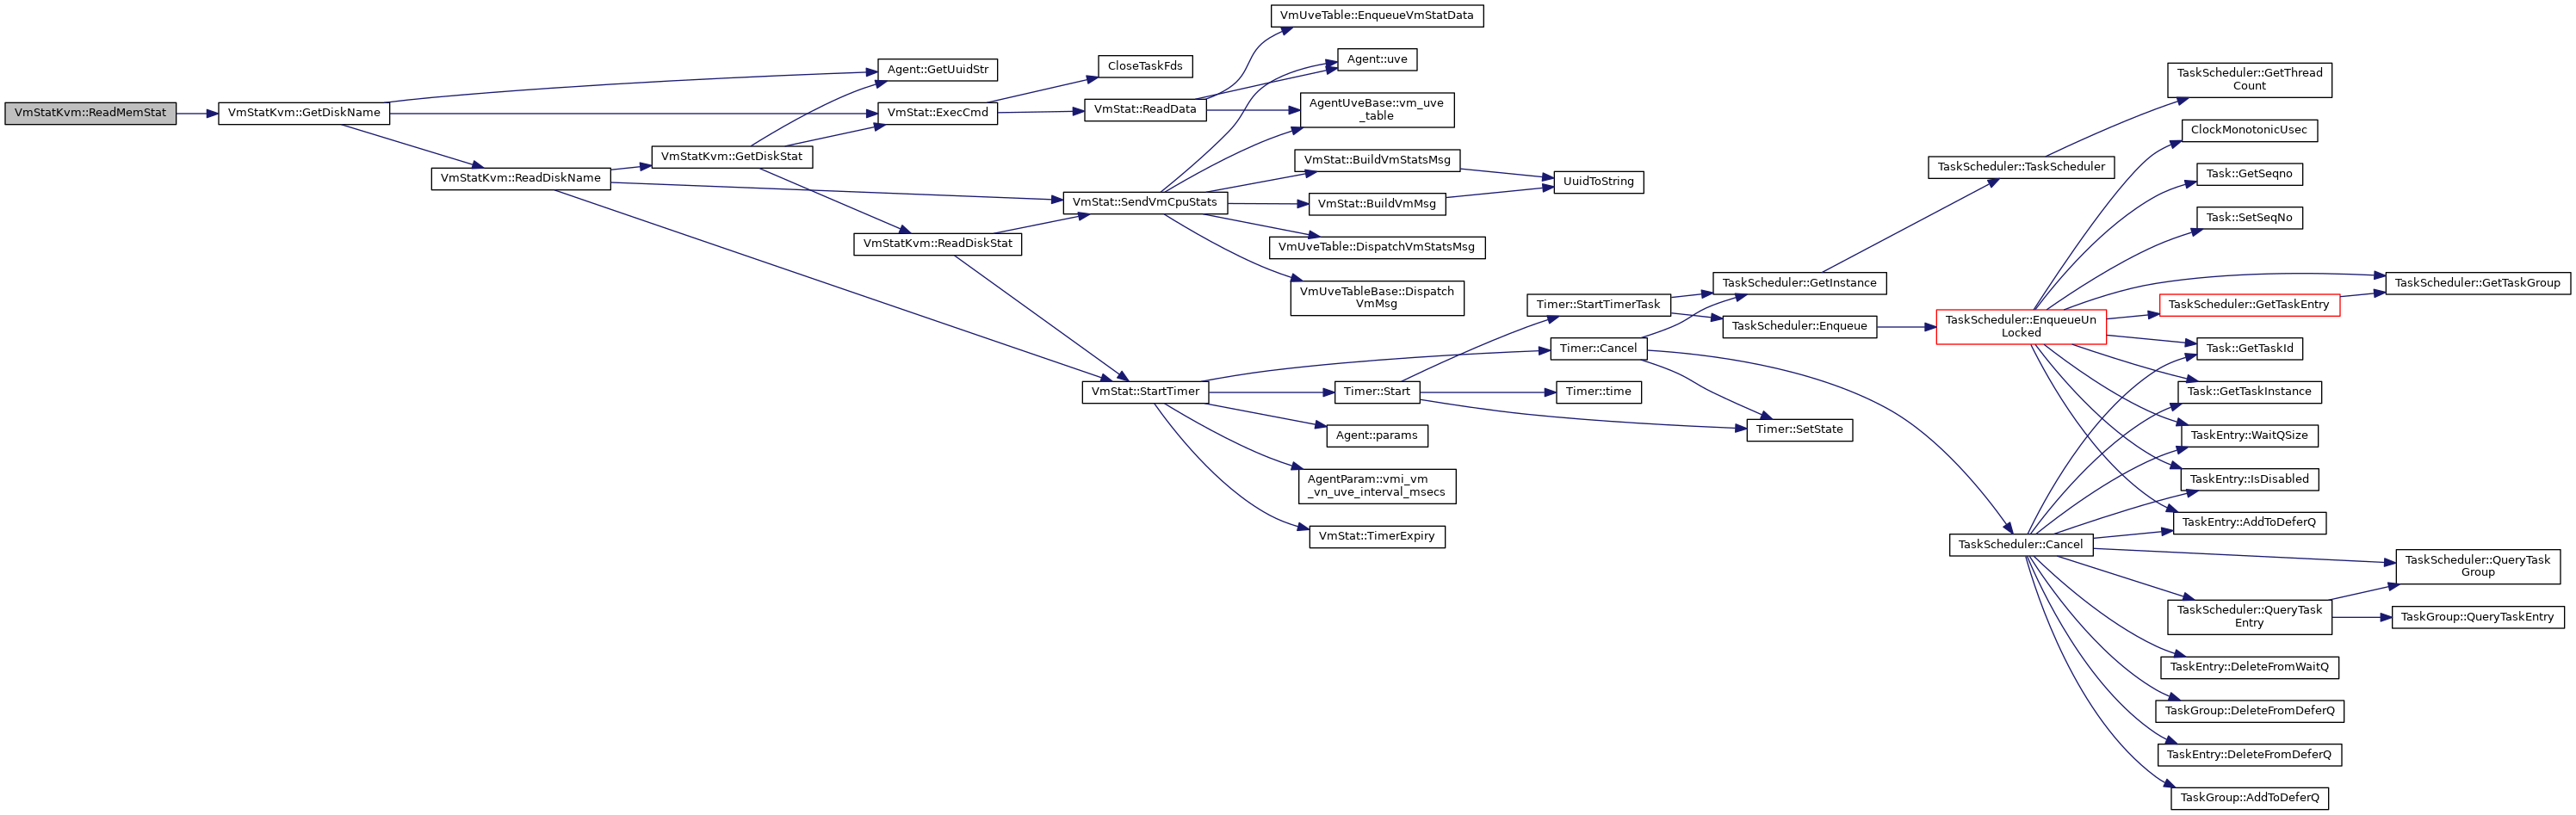 VmStatKvm::ReadMemStat
VmStatKvm::GetDiskName
Agent::GetUuidStr
VmStat::ExecCmd
VmStatKvm::ReadDiskName
VmStatKvm::GetDiskStat
VmStatKvm::ReadDiskStat
CloseTaskFds
VmStat::ReadData
VmStat::SendVmCpuStats
VmStat::StartTimer
VmUveTable::EnqueueVmStatData
Agent::uve
AgentUveBase::vm_uve
_table
VmStat::BuildVmStatsMsg
VmStat::BuildVmMsg
UuidToString
VmUveTable::DispatchVmStatsMsg
VmUveTableBase::Dispatch
VmMsg
Timer::Cancel
Timer::Start
Agent::params
AgentParam::vmi_vm
_vn_uve_interval_msecs
VmStat::TimerExpiry
Timer::StartTimerTask
Timer::time
Timer::SetState
TaskScheduler::GetInstance
TaskScheduler::Enqueue
TaskScheduler::TaskScheduler
TaskScheduler::EnqueueUn
Locked
TaskScheduler::Cancel
TaskScheduler::GetThread
Count
ClockMonotonicUsec
Task::GetSeqno
Task::SetSeqNo
TaskScheduler::GetTaskGroup
TaskScheduler::GetTaskEntry
Task::GetTaskId
Task::GetTaskInstance
TaskEntry::WaitQSize
TaskEntry::IsDisabled
TaskEntry::AddToDeferQ
TaskScheduler::QueryTask
Group
TaskScheduler::QueryTask
Entry
TaskGroup::QueryTaskEntry
TaskEntry::DeleteFromWaitQ
TaskGroup::DeleteFromDeferQ
TaskEntry::DeleteFromDeferQ
TaskGroup::AddToDeferQ